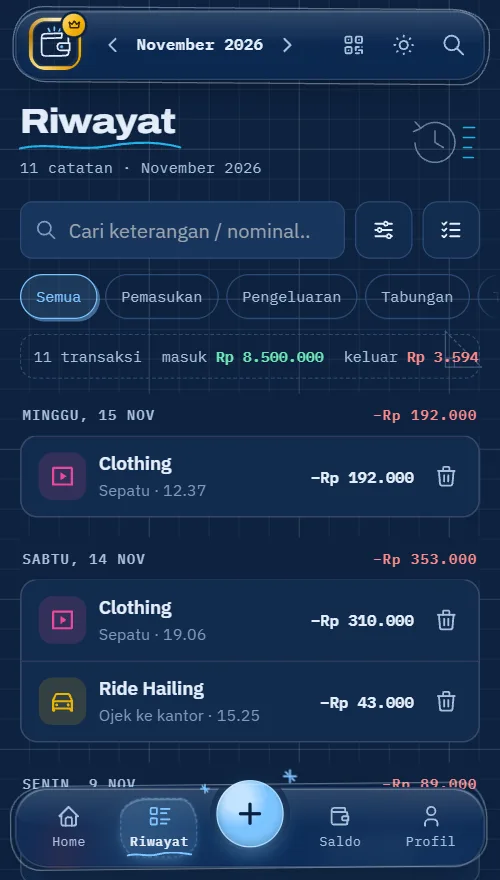 November 2026
Riwayat
11 catatan · November 2026
Cari keterangan / nominal..
Semua Pemasukan Pengeluaran Tabungan
11 transaksi masuk Rp 8.500.000 keluar Rp 3.594
MINGGU, 15 NOV −Rp 192.000
Clothing
Sepatu · 12.37
−Rp 192.000
SABTU, 14 NOV −Rp 353.000
Clothing
Sepatu · 19.06
−Rp 310.000
Ride Hailing
Ojek ke kantor · 15.25
−Rp 43.000
SENIN, 9 NOV −Rp 89.000
Home Riwayat Saldo Profil